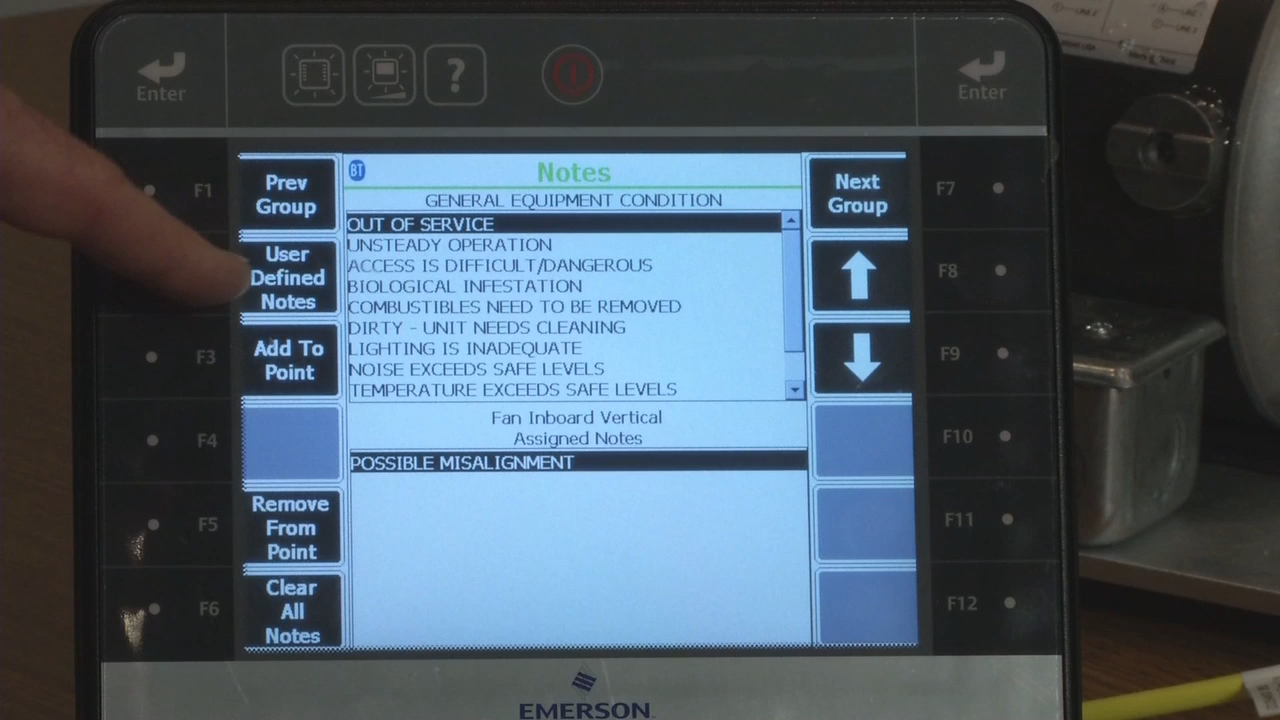 Enter
?
Enter
F1
F3
F4
F5
F6
Prev
Group
User
Defined
Notes
Add To
Point
Remove
From
Point
Clear
All
Notes
BT
Notes
GENERAL EQUIPMENT CONDITION
OUT OF SERVICE
UNSTEADY OPERATION
ACCESS IS DIFFICULT/DANGEROUS
BIOLOGICAL INFESTATION
COMBUSTIBLES NEED TO BE REMOVED
DIRTY - UNIT NEEDS CLEANING
LIGHTING IS INADEQUATE
NOISE EXCEEDS SAFE LEVELS
TEMPERATURE EXCEEDS SAFE LEVELS
Fan Inboard Vertical
Assigned Notes
POSSIBLE MISALIGNMENT
Next
Group
F7
F8
F9
F10
F11
F12
EMERSON